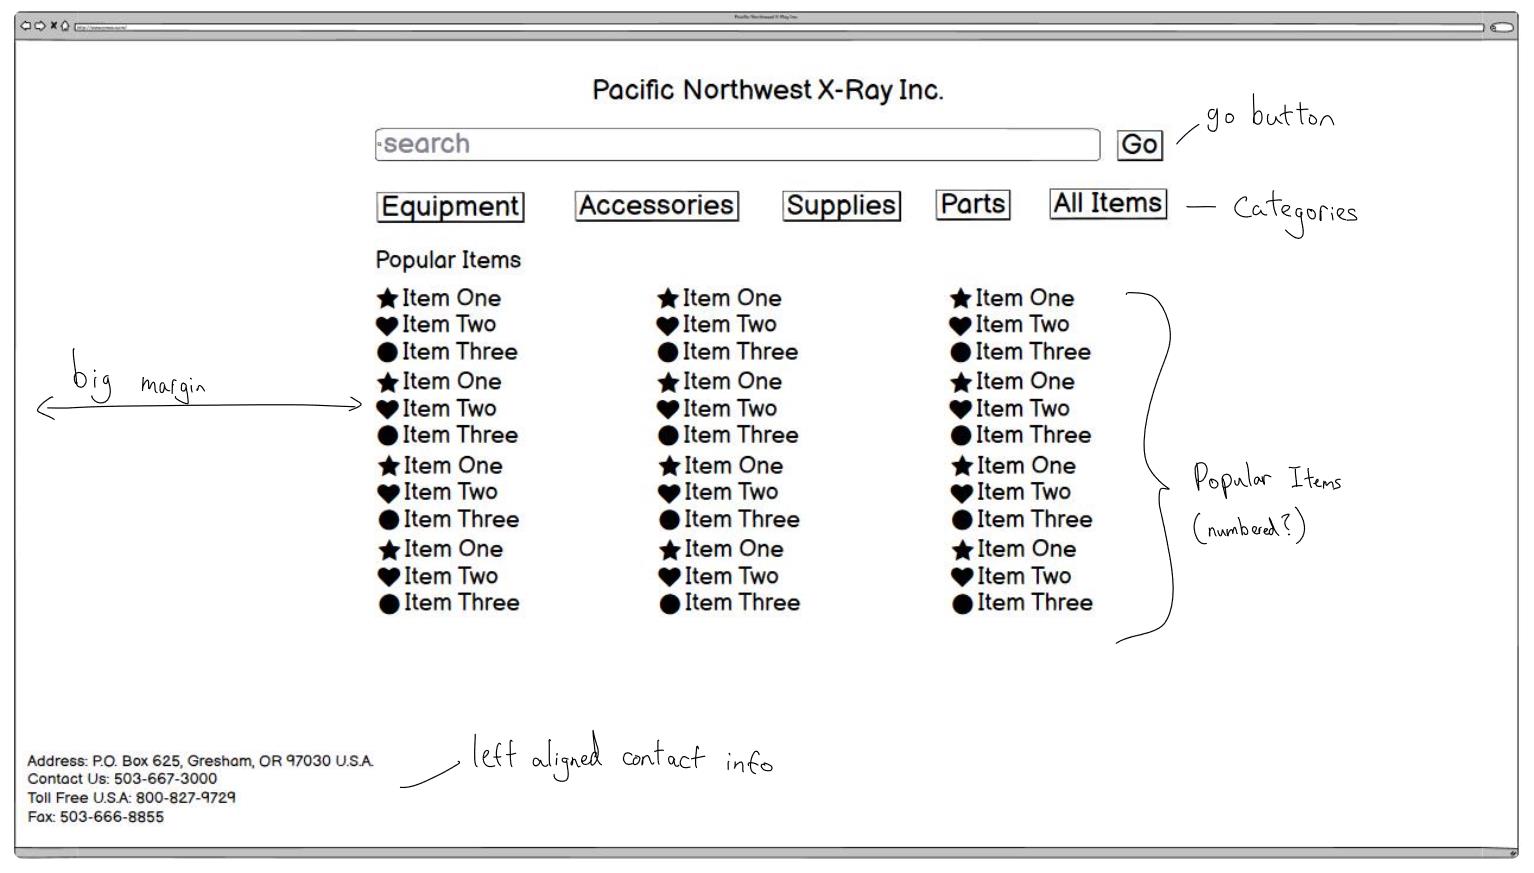 Pacific Northwest X-Ray Inc.
Pacific Northwest X-Ray Inc.
search
Go
go button
Equipment Accessories Supplies Parts All Items
Categories
Popular Items
Item One Item One Item One
Item Two Item Two Item Two
Item Three Item Three Item Three
Item One Item One Item One
Item Two Item Two Item Two
Item Three Item Three Item Three
Item One Item One Item One
Item Two Item Two Item Two
Item Three Item Three Item Three
Item One Item One Item One
Item Two Item Two Item Two
Item Three Item Three Item Three
big margin
Popular Items
(numbered?)
left aligned contact info
Address: P.O. Box 625, Gresham, OR 97030 U.S.A.
Contact Us: 503-667-3000
Toll Free U.S.A: 800-827-9729
Fax: 503-666-8855